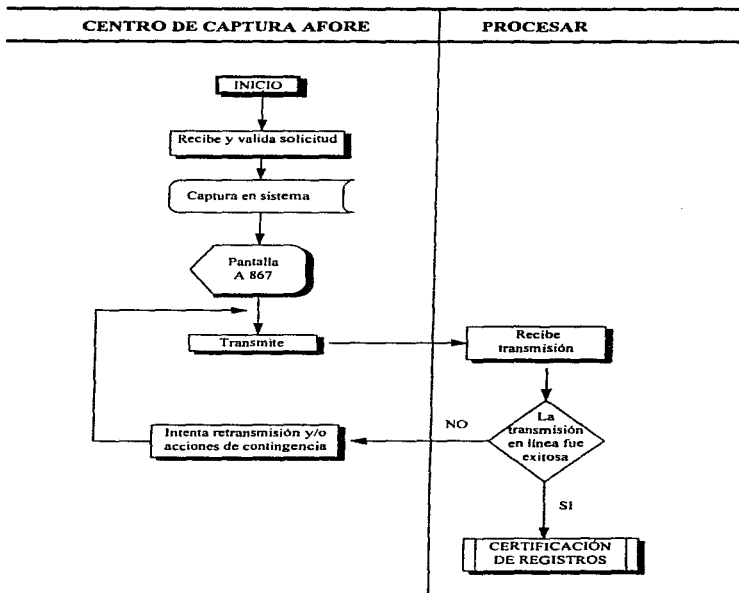 CENTRO DE CAPTURA AFORE
PROCESAR
INICIO
Recibe y valida solicitud
Captura en sistema
Pantalla
A 867
Transmite
Recibe
transmisión
La
transmisión
en línea fue
exitosa
NO
Intenta retransmisión y/o
acciones de contingencia
SI
CERTIFICACIÓN
DE REGISTROS